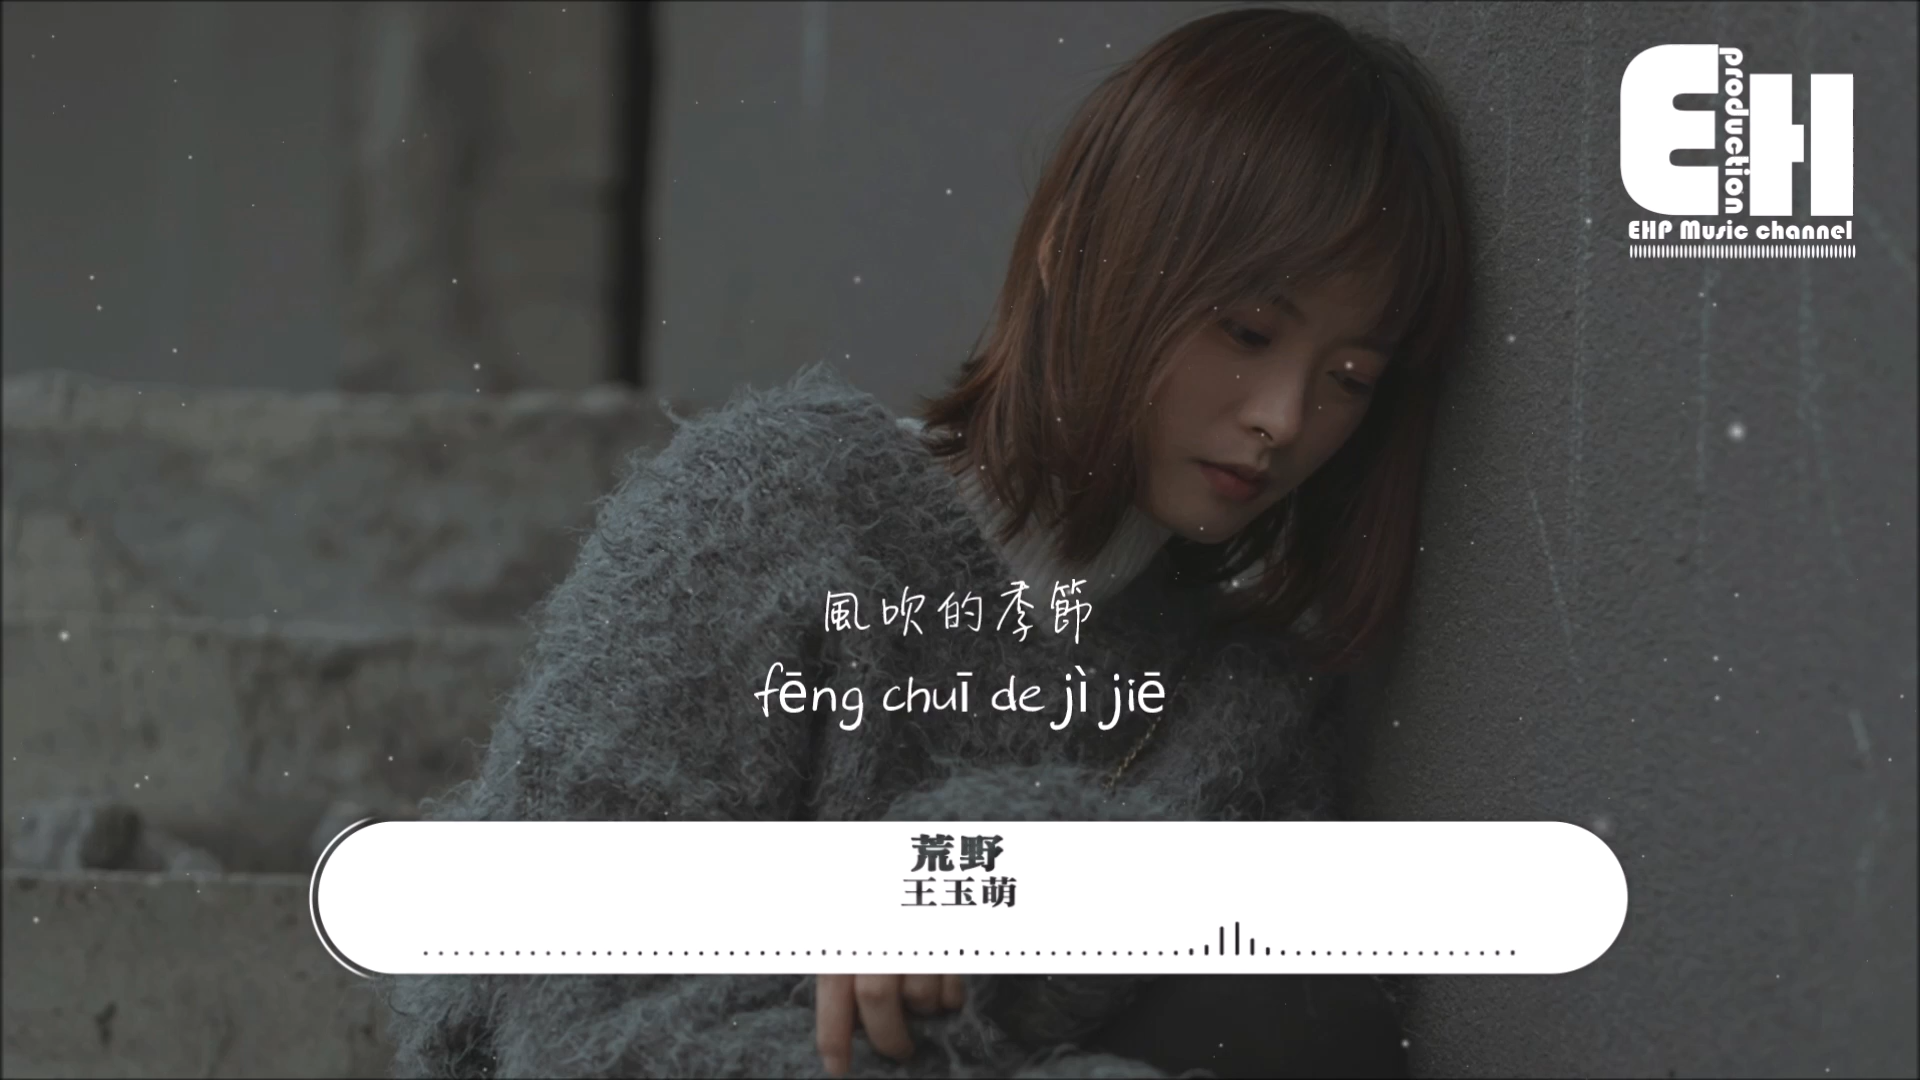 EH
production
EHP Music channel
風吹的季節
fēng chuī de jì jiē
荒野
王玉萌